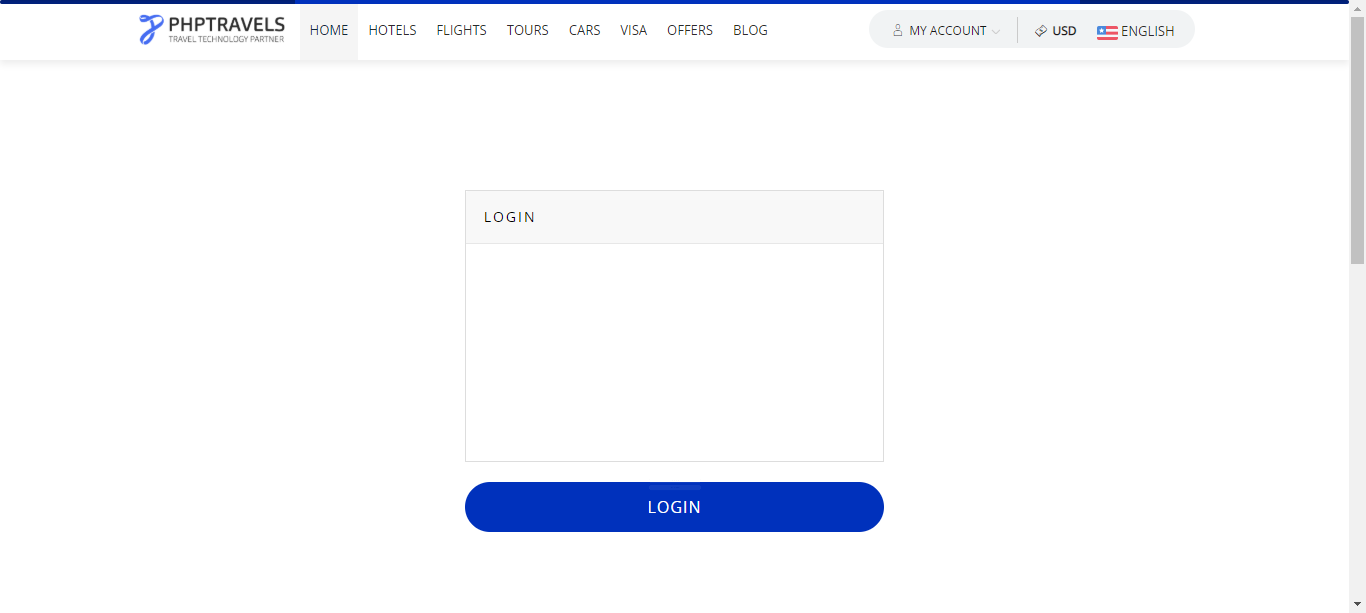 PHPTRAVELS
TRAVEL TECHNOLOGY PARTNER
HOME HOTELS FLIGHTS TOURS CARS VISA OFFERS BLOG MY ACCOUNT USD ENGLISH
LOGIN
LOGIN